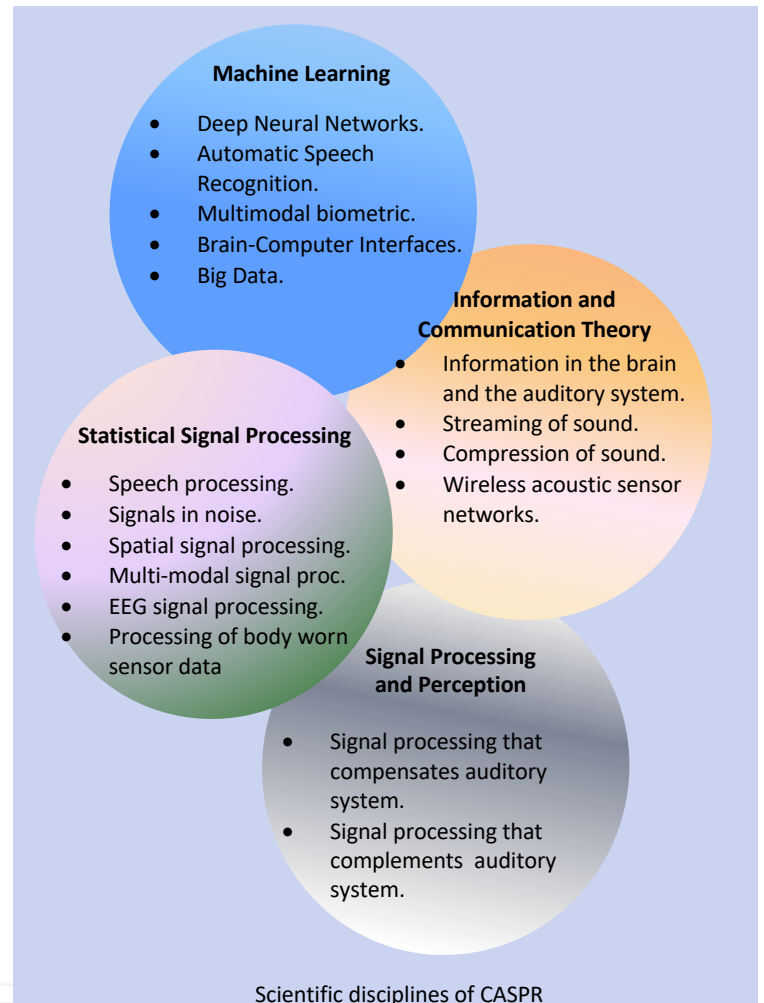 Machine Learning
• Deep Neural Networks.
• Automatic Speech
Recognition.
• Multimodal biometric.
• Brain-Computer Interfaces.
• Big Data.
Information and
Communication Theory
• Information in the brain
and the auditory system.
• Streaming of sound.
• Compression of sound.
• Wireless acoustic sensor
networks.
Statistical Signal Processing
• Speech processing.
• Signals in noise.
• Spatial signal processing.
• Multi-modal signal proc.
• EEG signal processing.
• Processing of body worn
sensor data
Signal Processing
and Perception
• Signal processing that
compensates auditory
system.
• Signal processing that
complements auditory
system.
Scientific disciplines of CASPR